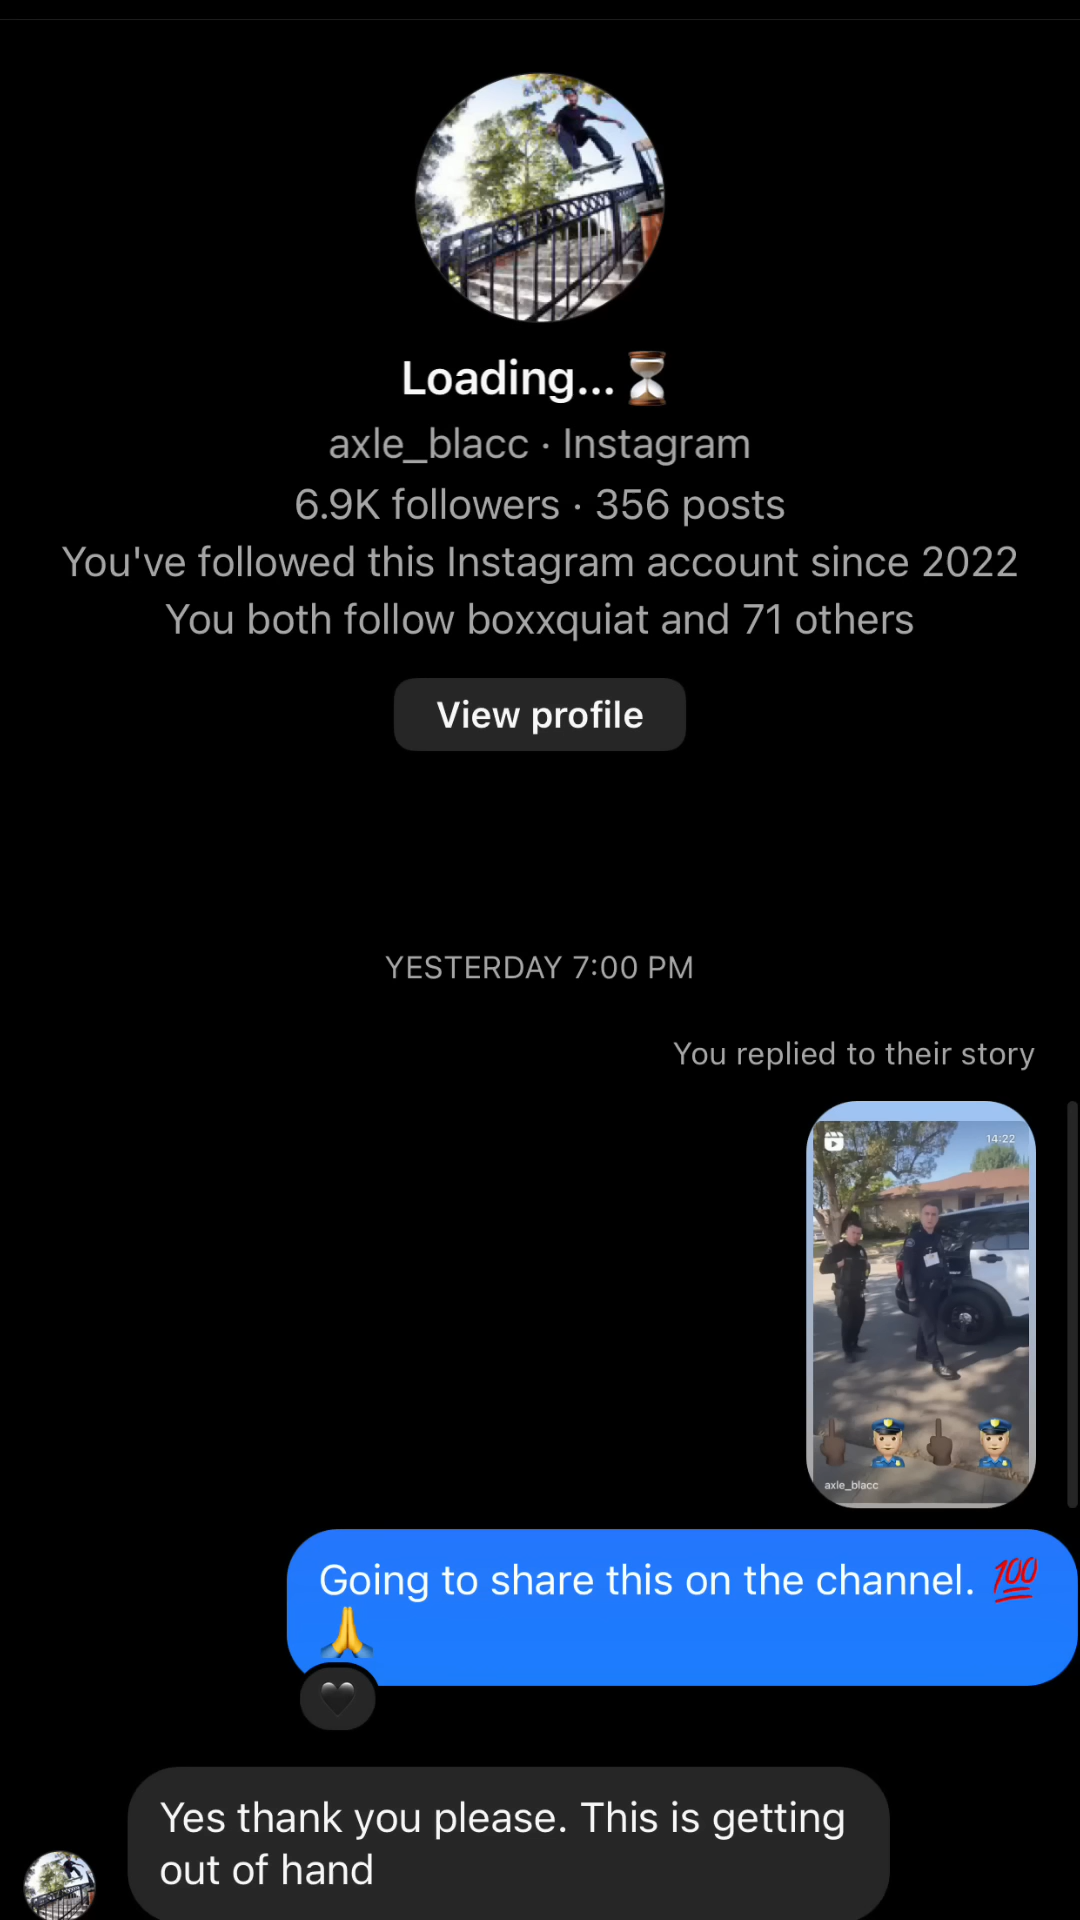 Loading...⏳
axle_blacc · Instagram
6.9K followers · 356 posts
You've followed this Instagram account since 2022
You both follow boxxquiat and 71 others
View profile
YESTERDAY 7:00 PM
You replied to their story
14:22
axle_blacc
Going to share this on the channel. 💯
🙏
🖤
Yes thank you please. This is getting
out of hand